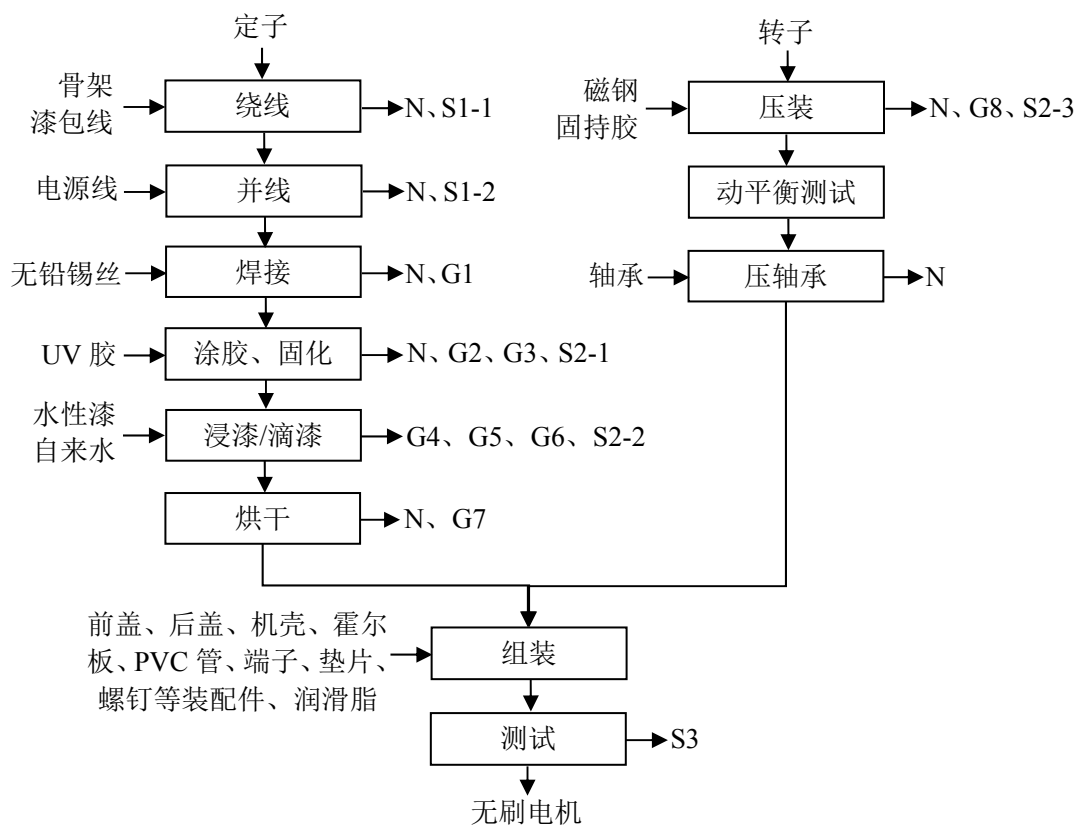 定子
骨架
漆包线
绕线
N、S1-1
电源线
并线
N、S1-2
无铅锡丝
焊接
N、G1
UV 胶
涂胶、固化
N、G2、G3、S2-1
水性漆
自来水
浸漆/滴漆
G4、G5、G6、S2-2
烘干
N、G7
转子
磁钢
固持胶
压装
N、G8、S2-3
动平衡测试
轴承
压轴承
N
前盖、后盖、机壳、霍尔
板、PVC 管、端子、垫片、
螺钉等装配件、润滑脂
组装
测试
S3
无刷电机